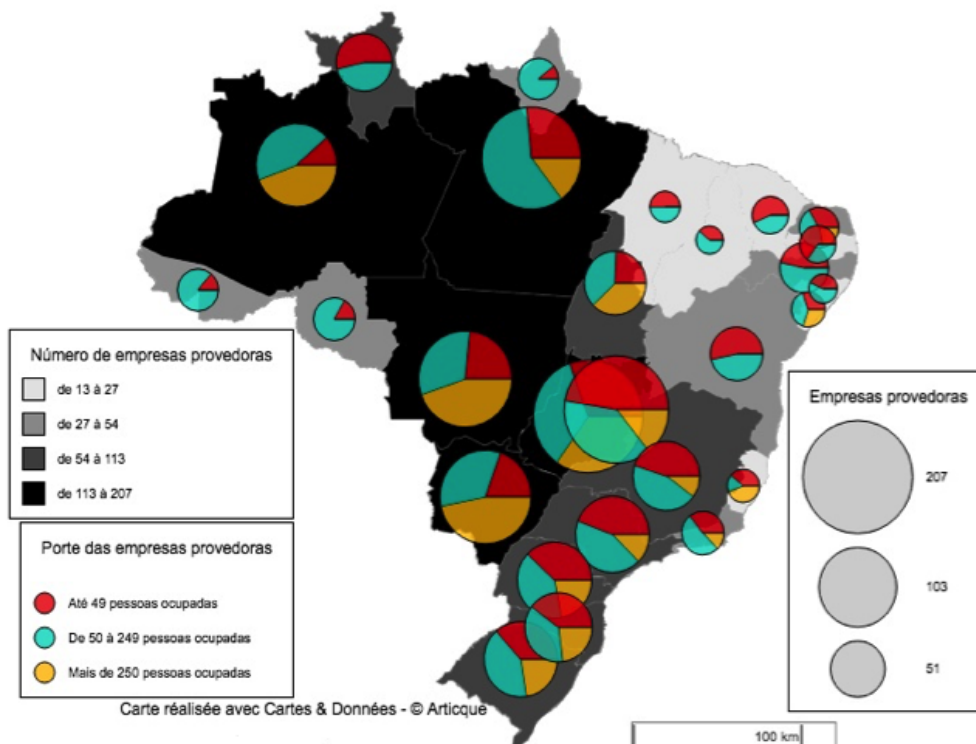 Número de empresas provedoras
de 13 à 27
de 27 à 54
de 54 à 113
de 113 à 207
Porte das empresas provedoras
Até 49 pessoas ocupadas
De 50 à 249 pessoas ocupadas
Mais de 250 pessoas ocupadas
Empresas provedoras
207
103
51
Carte réalisée avec Cartes & Données - © Articque
100 km